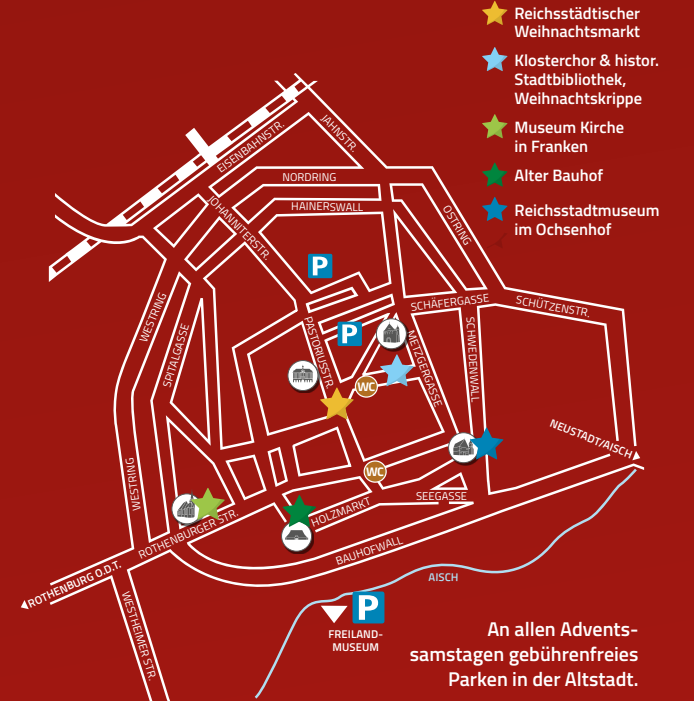 Reichsstädtischer
Weihnachtsmarkt
Klosterchor & histor.
Stadtbibliothek,
Weihnachtskrippe
Museum Kirche
in Franken
Alter Bauhof
Reichsstadtmuseum
im Ochsenhof
JAHNSTR.
EISENBAHNSTR.
NORDRING
HAINERSWALL
JOHANNITERSTR.
OSTRING
P
SCHÄFERGASSE
SCHÜTZENSTR.
WESTRING
SPITALGASSE
PASTORIUSSTR.
P
METZGERGASSE
SCHWEDENWALL
WC
NEUSTADT/AISCH
WC
WESTRING
SEEGASSE
HOLZMARKT
ROTHENBURGER STR.
BAUHOFWALL
ROTHENBURG O.D.T.
AISCH
WESTHEIMER STR.
P
FREILAND-
MUSEUM
An allen Advents-
samstagen gebührenfreies
Parken in der Altstadt.